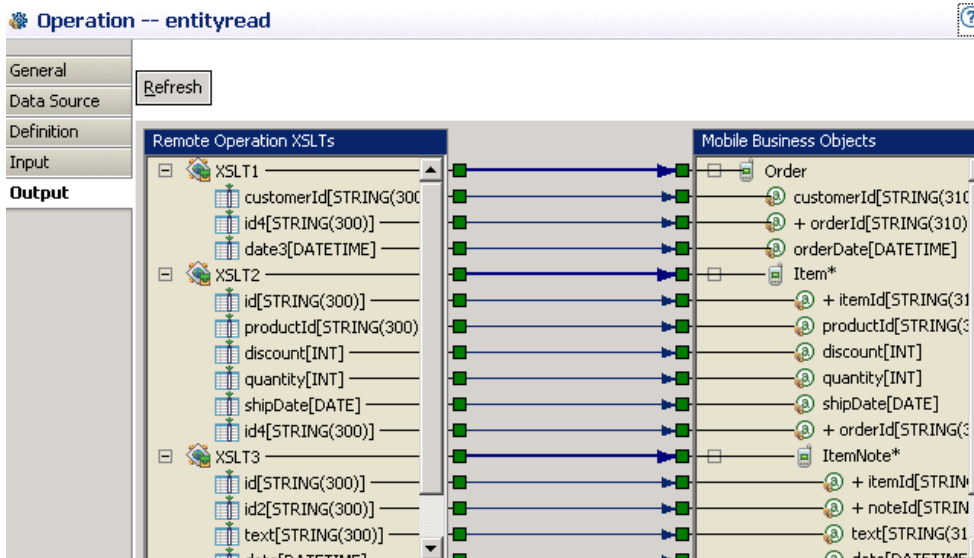 Operation -- entityread
General
Data Source
Definition
Input
Output
Refresh
Remote Operation XSLTs
XSLT1
customerId[STRING(300
id4[STRING(300)]
date3[DATETIME]
XSLT2
id[STRING(300)]
productId[STRING(300)
discount[INT]
quantity[INT]
shipDate[DATE]
id4[STRING(300)]
XSLT3
id[STRING(300)]
id2[STRING(300)]
text[STRING(300)]
date[DATETIME]
Mobile Business Objects
Order
customerId[STRING(310
+ orderId[STRING(310)
orderDate[DATETIME]
Item*
+ itemId[STRING(31
productId[STRING(3
discount[INT]
quantity[INT]
shipDate[DATE]
+ orderId[STRING(3
ItemNote*
+ itemId[STRIN
+ noteId[STRIN
text[STRING(31
date[DATETIME